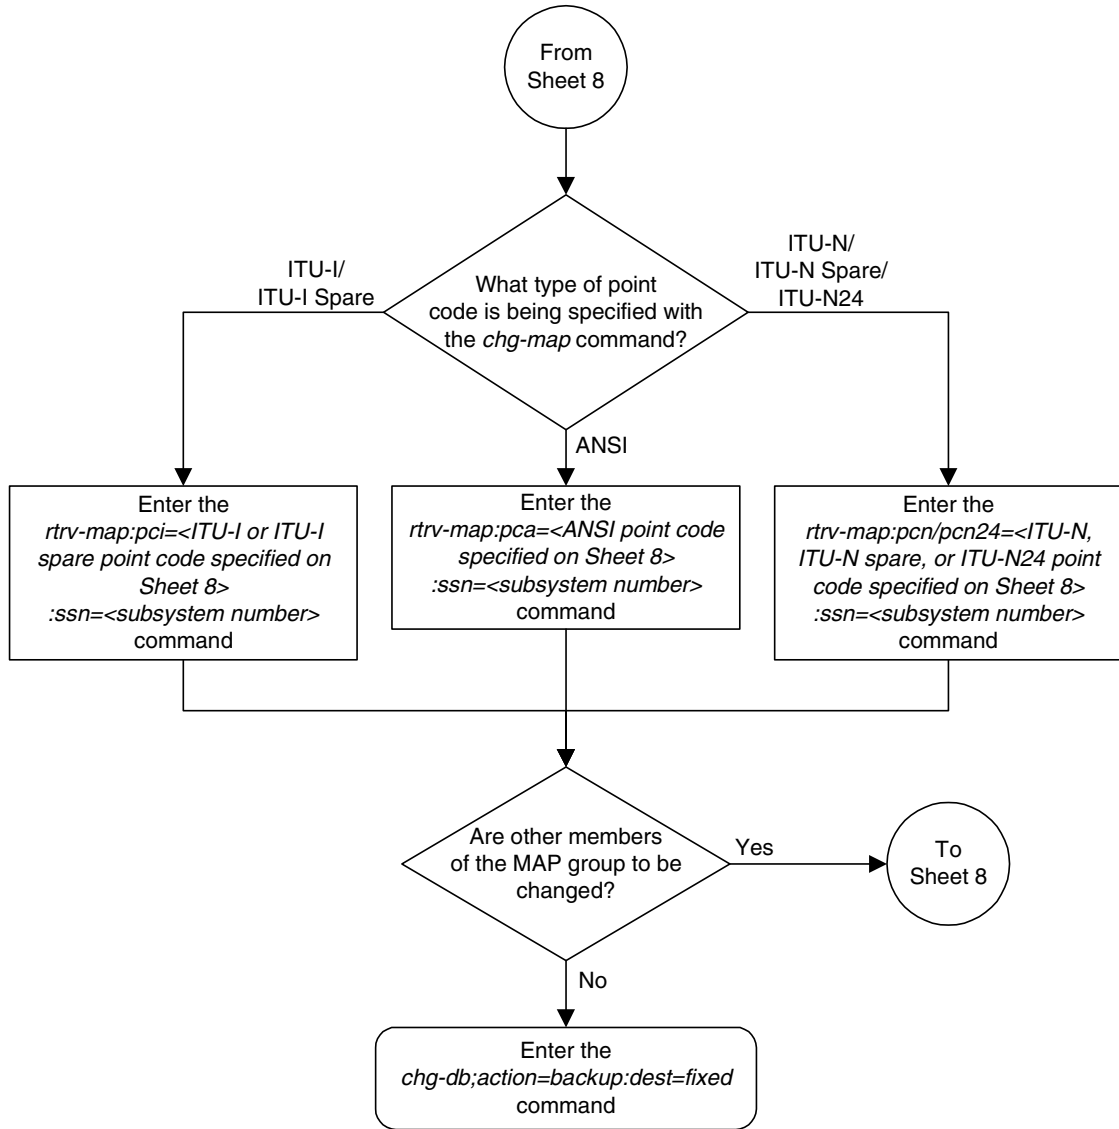 From
Sheet 8
What type of point
code is being specified with
the chg-map command?
ITU-I/
ITU-I Spare
ITU-N/
ITU-N Spare/
ITU-N24
ANSI
Enter the
rtrv-map:pci=<ITU-I or ITU-I
spare point code specified on
Sheet 8>
:ssn=<subsystem number>
command
Enter the
rtrv-map:pca=<ANSI point code
specified on Sheet 8>
:ssn=<subsystem number>
command
Enter the
rtrv-map:pcn/pcn24=<ITU-N,
ITU-N spare, or ITU-N24 point
code specified on Sheet 8>
:ssn=<subsystem number>
command
Are other members
of the MAP group to be
changed?
Yes
To
Sheet 8
No
Enter the
chg-db;action=backup:dest=fixed
command